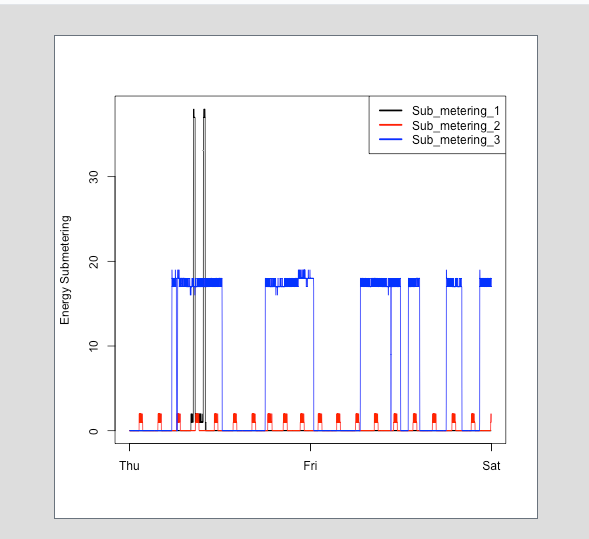 Sub_metering_1
Sub_metering_2
Sub_metering_3
Energy Submetering
30
20
10
0
Thu Fri Sat